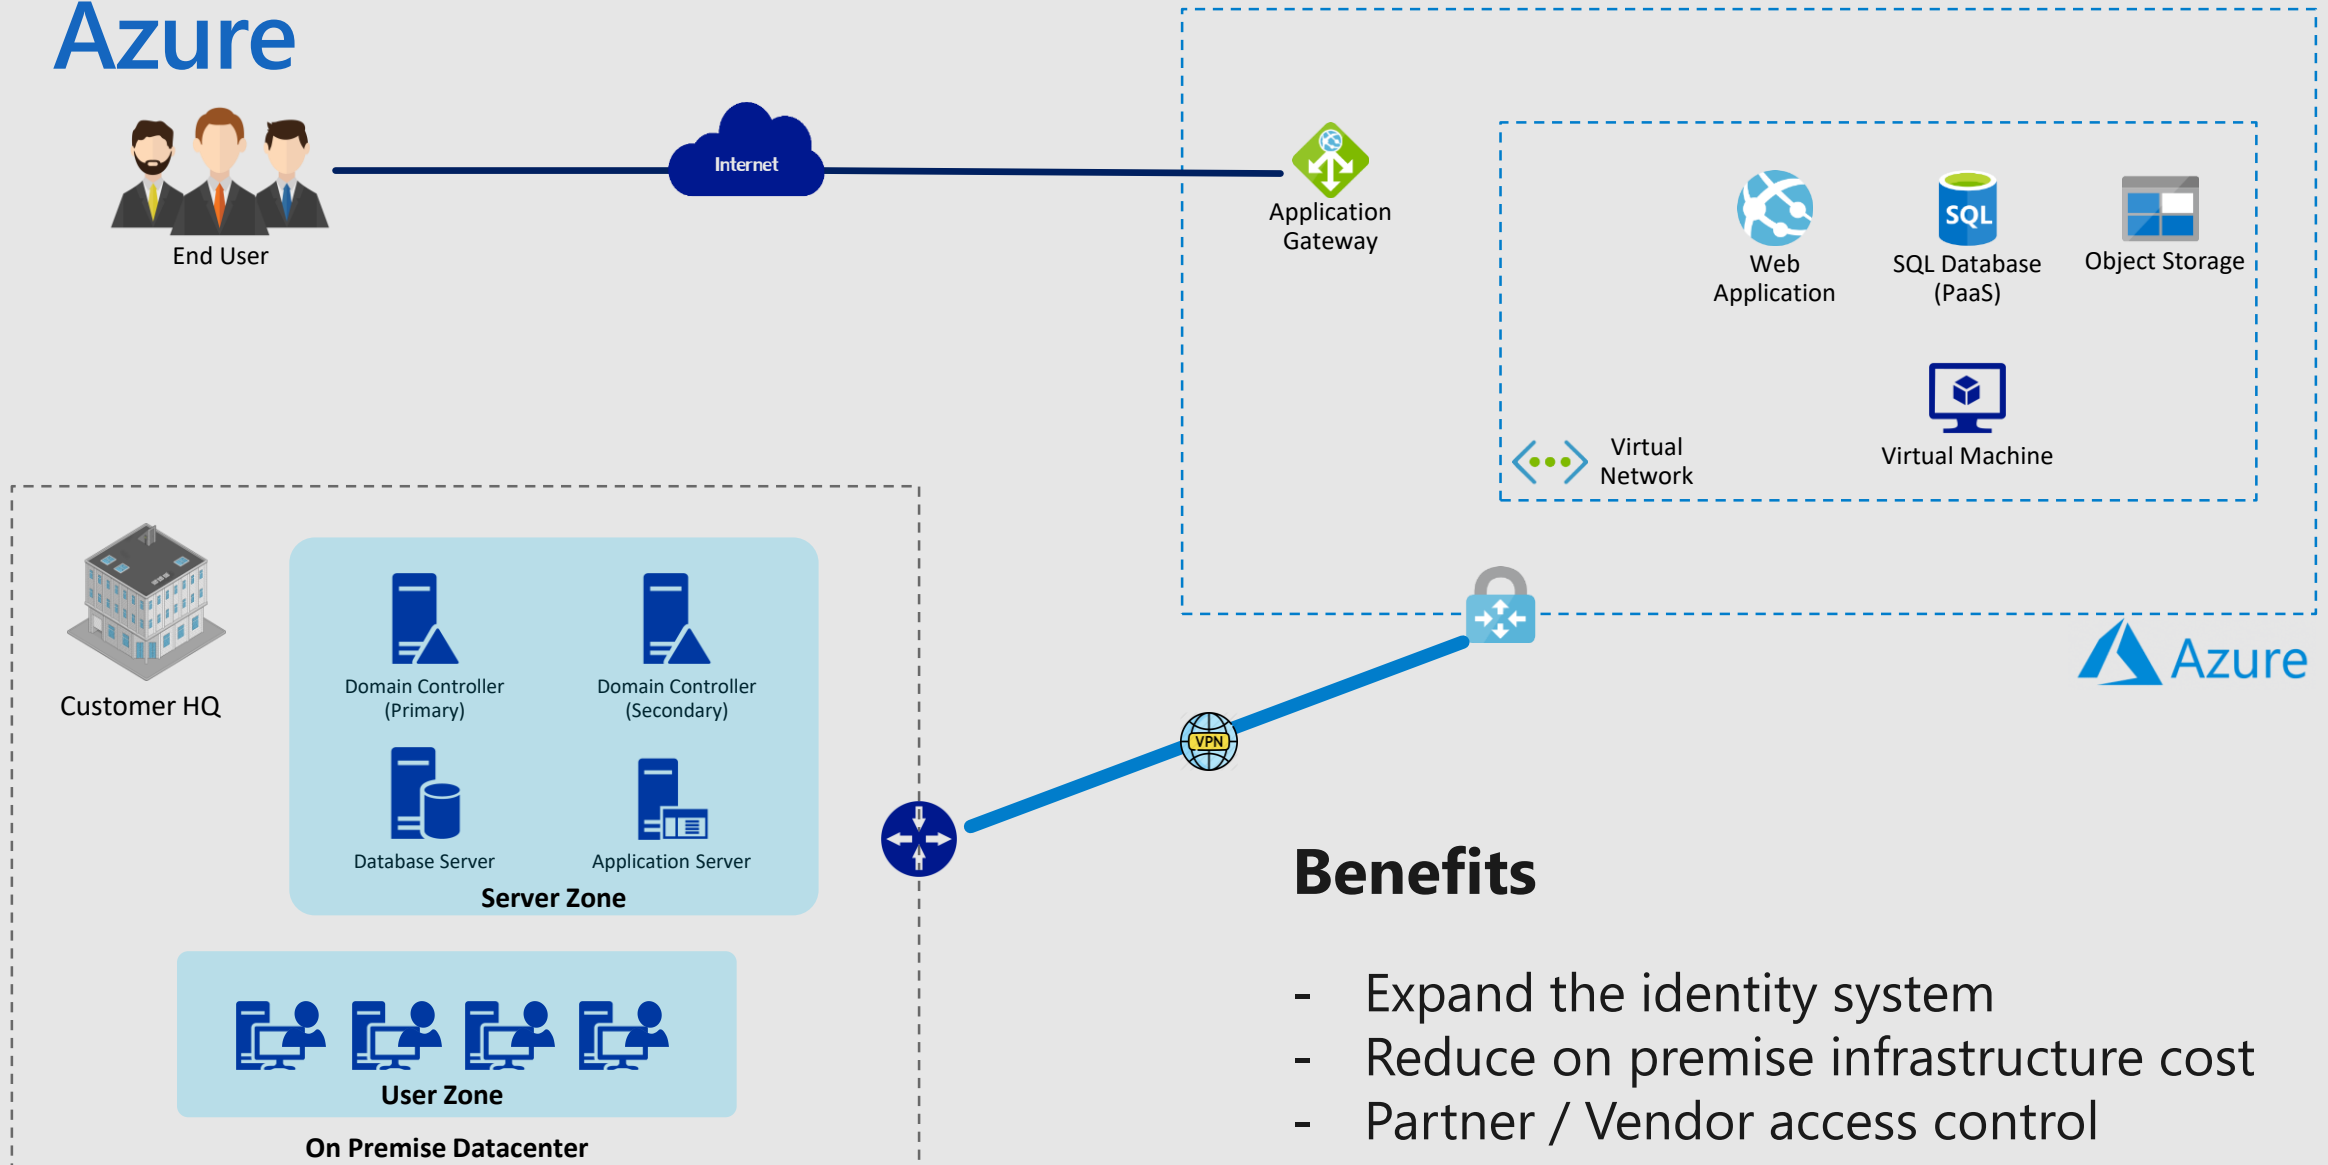 Azure
Internet
End User
Application
Gateway
Web
Application
SQL
SQL Database
(PaaS)
Object Storage
Virtual Machine
Virtual
Network
Azure
Customer HQ
Domain Controller
(Primary)
Domain Controller
(Secondary)
Database Server
Application Server
Server Zone
VPN
User Zone
On Premise Datacenter
Benefits
- Expand the identity system
- Reduce on premise infrastructure cost
- Partner / Vendor access control